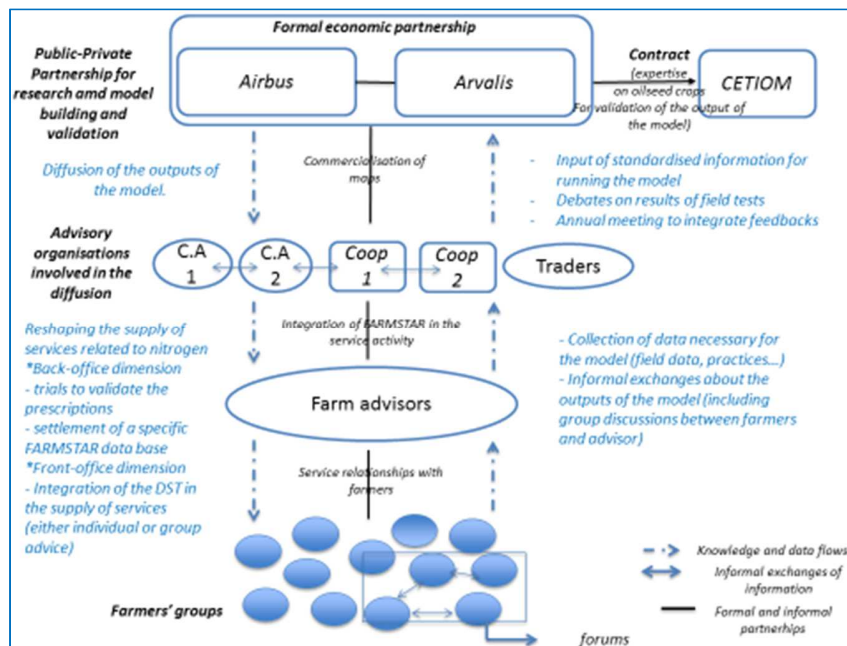 Formal economic partnership
Public-Private
Partnership for
research amd model
building and
validation
Airbus
Arvalis
Contract
(expertise
on oilseed crops
For validation of the output of
the model)
CETIOM
Diffusion of the outputs of
the model.
Commercialisation of
maps
- Input of standardised information for
running the model
- Debates on results of field tests
- Annual meeting to integrate feedbacks
Advisory
organisations
involved in the
diffusion
C.A
1
C.A
2
Coop
1
Coop
2
Traders
Reshaping the supply of
services related to nitrogen
*Back-office dimension
- trials to validate the
prescriptions
- settlement of a specific
FARMSTAR data base
*Front-office dimension
- Integration of the DST in
the supply of services
(either individual or group
advice)
Integration of FARMSTAR in the
service activity
- Collection of data necessary for
the model (field data, practices...)
- Informal exchanges about the
outputs of the model (including
group discussions between
farmers and advisor)
Farm advisors
Service relationships with
farmers
Farmers' groups
Knowledge and data flows
Informal exchanges of
information
Formal and informal
partnerhips
forums